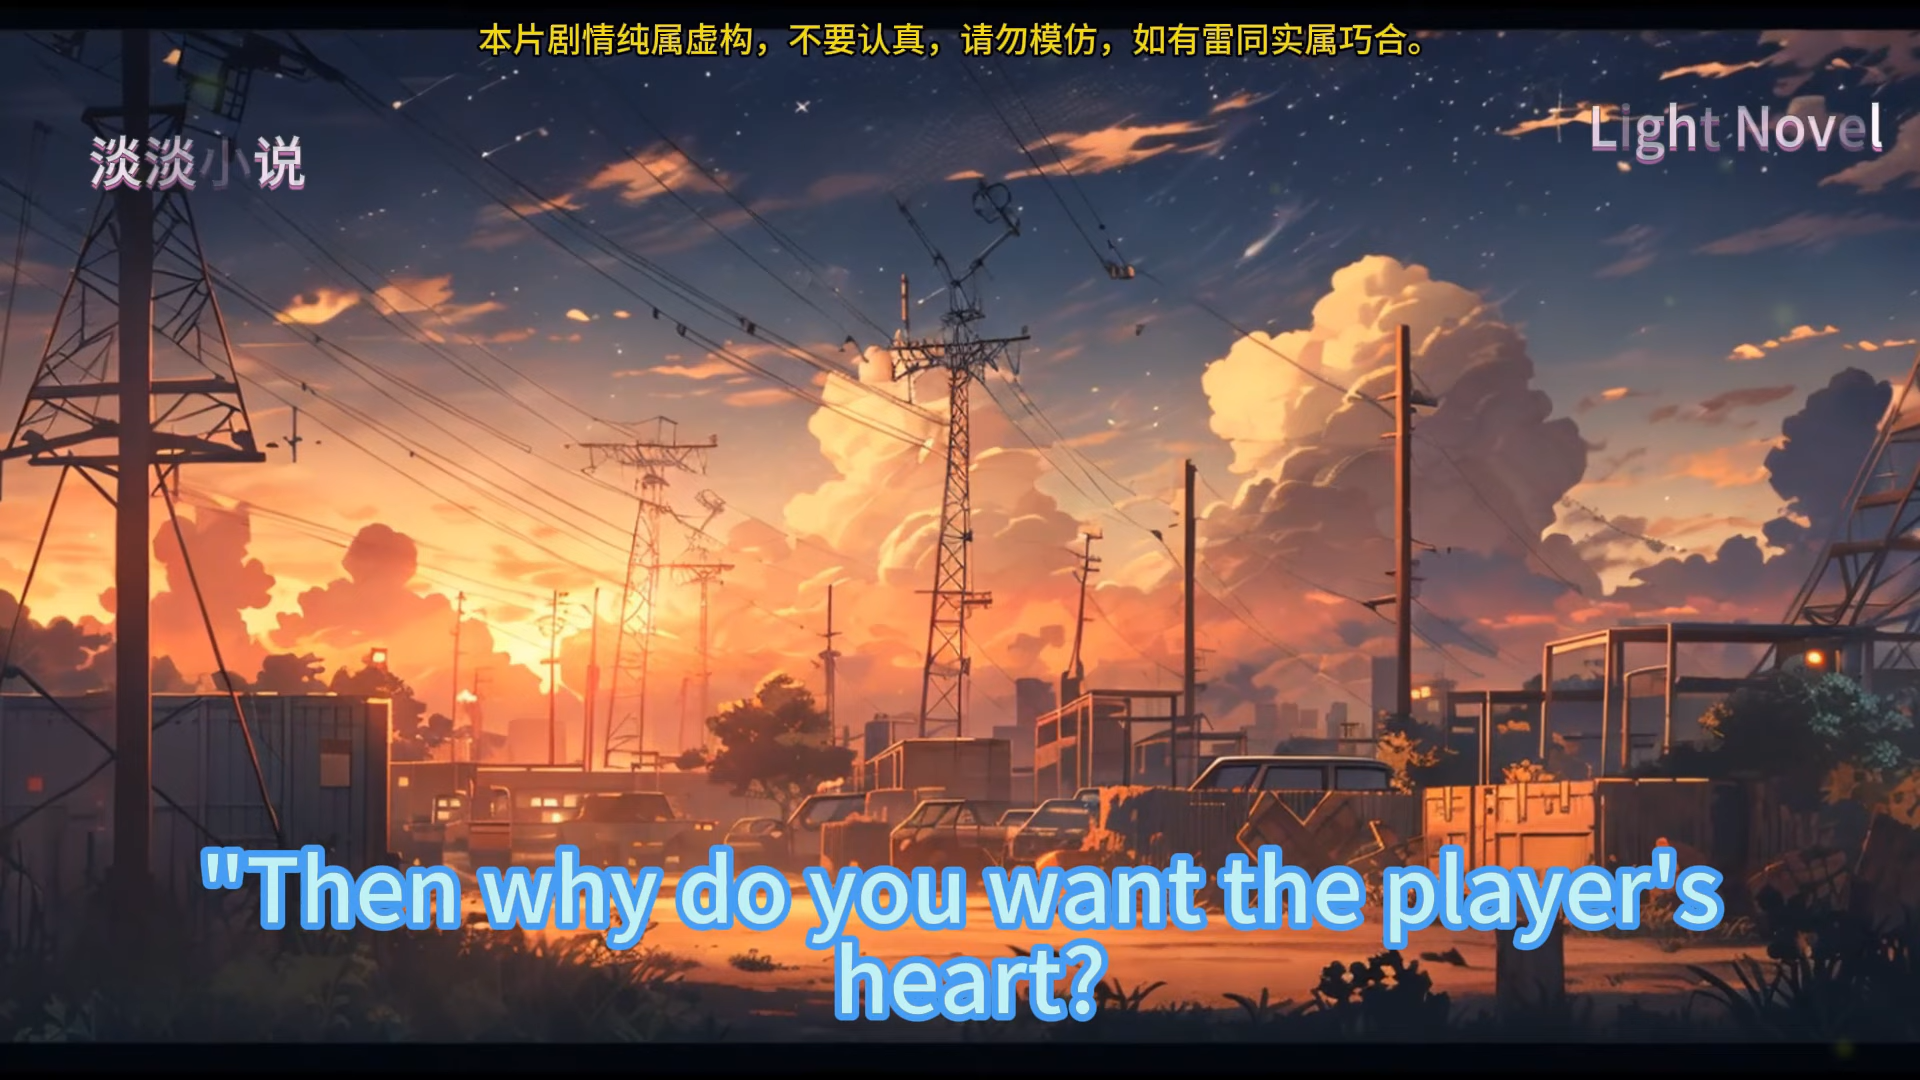 本片剧情纯属虚构，不要认真，请勿模仿，如有雷同实属巧合。
淡淡小说
Light Novel
"Then why do you want the player's
heart?